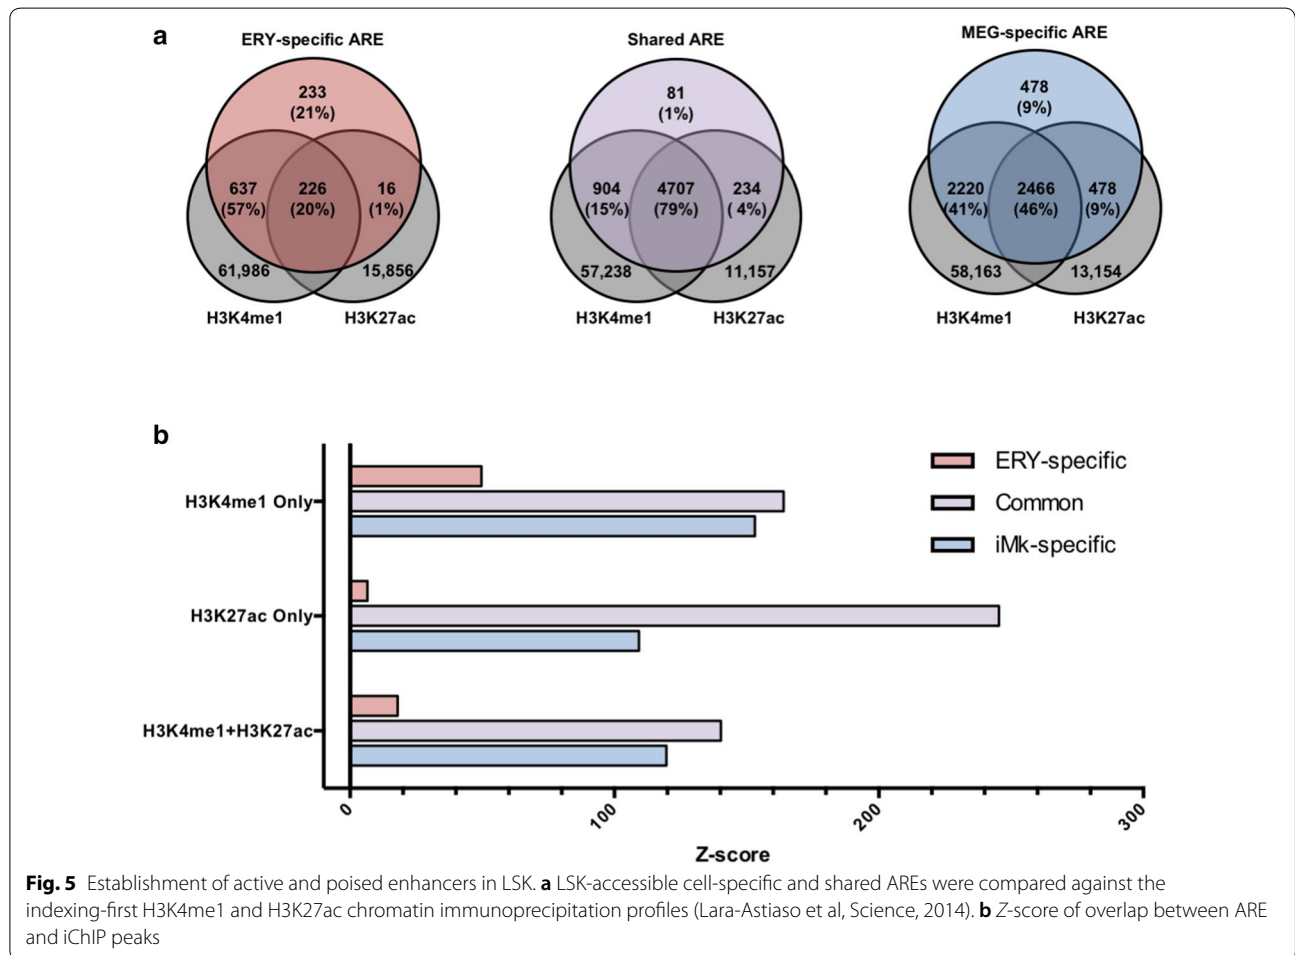 a
ERY-specific ARE
233
(21%)
637
(57%)
226
(20%)
16
(1%)
61,986
15,856
H3K4me1
H3K27ac
Shared ARE
81
(1%)
904
(15%)
4707
(79%)
234
( 4%)
57,238
11,157
H3K4me1
H3K27ac
MEG-specific ARE
478
(9%)
2220
(41%)
2466
(46%)
478
(9%)
58,163
13,154
H3K4me1
H3K27ac
b
ERY-specific
Common
iMk-specific
H3K4me1 Only
H3K27ac Only
H3K4me1+H3K27ac
0
100
200
300
Z-score
Fig. 5 Establishment of active and poised enhancers in LSK. a LSK-accessible cell-specific and shared AREs were compared against the
indexing-first H3K4me1 and H3K27ac chromatin immunoprecipitation profiles (Lara-Astiaso et al, Science, 2014). b Z-score of overlap between ARE
and iChIP peaks